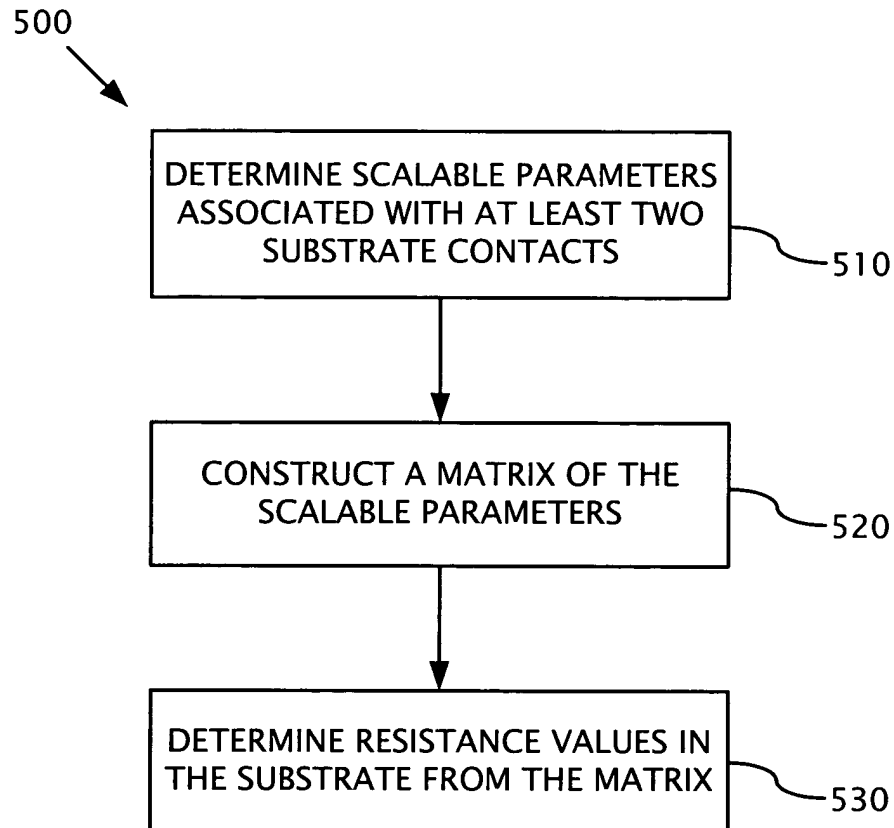 500
DETERMINE SCALABLE PARAMETERS
ASSOCIATED WITH AT LEAST TWO
SUBSTRATE CONTACTS
510
CONSTRUCT A MATRIX OF THE
SCALABLE PARAMETERS
520
DETERMINE RESISTANCE VALUES IN
THE SUBSTRATE FROM THE MATRIX
530